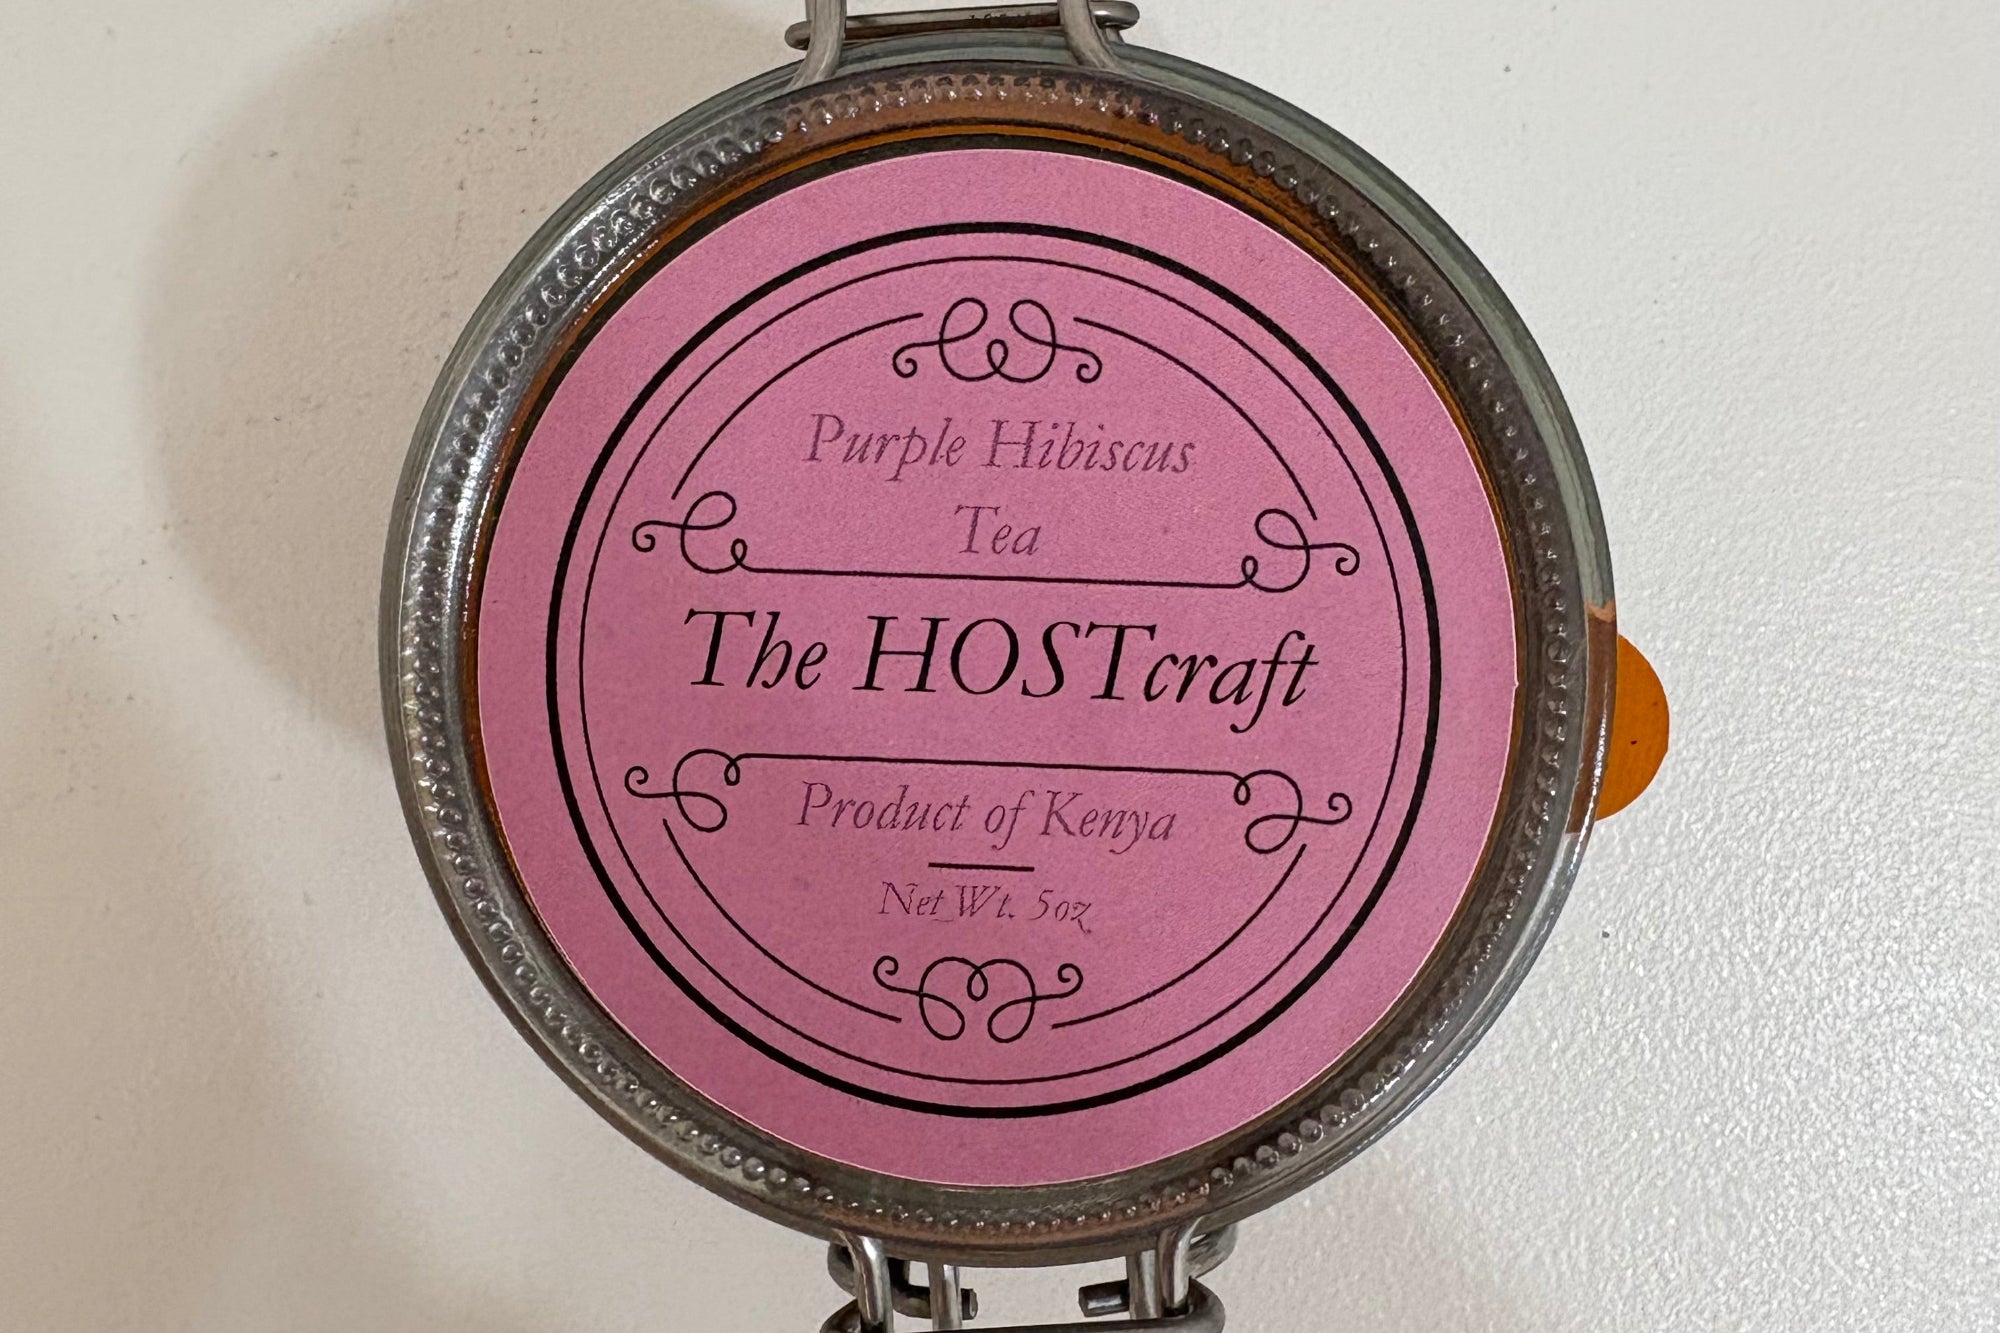 Purple Hibiscus
Tea
The HOSTcraft
Product of Kenya
Net Wt. 5oz